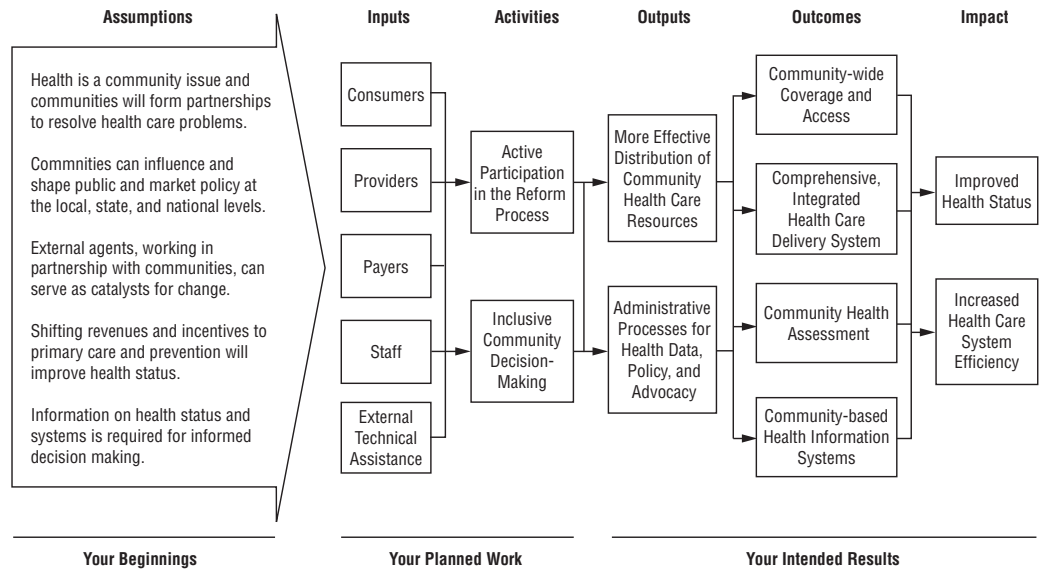 Assumptions
Inputs
Activities
Outputs
Outcomes
Impact
Health is a community issue and
communities will form partnerships
to resolve health care problems.
Commnities can influence and
shape public and market policy at
the local, state, and national levels.
External agents, working in
partnership with communities, can
serve as catalysts for change.
Shifting revenues and incentives to
primary care and prevention will
improve health status.
Information on health status and
systems is required for informed
decision making.
Consumers
Providers
Payers
Staff
External
Technical
Assistance
Active
Participation
in the Reform
Process
Inclusive
Community
Decision-
Making
More Effective
Distribution of
Community
Health Care
Resources
Administrative
Processes for
Health Data,
Policy, and
Advocacy
Community-wide
Coverage and
Access
Comprehensive,
Integrated
Health Care
Delivery System
Community Health
Assessment
Community-based
Health Information
Systems
Improved
Health Status
Increased
Health Care
System
Efficiency
Your Beginnings
Your Planned Work
Your Intended Results